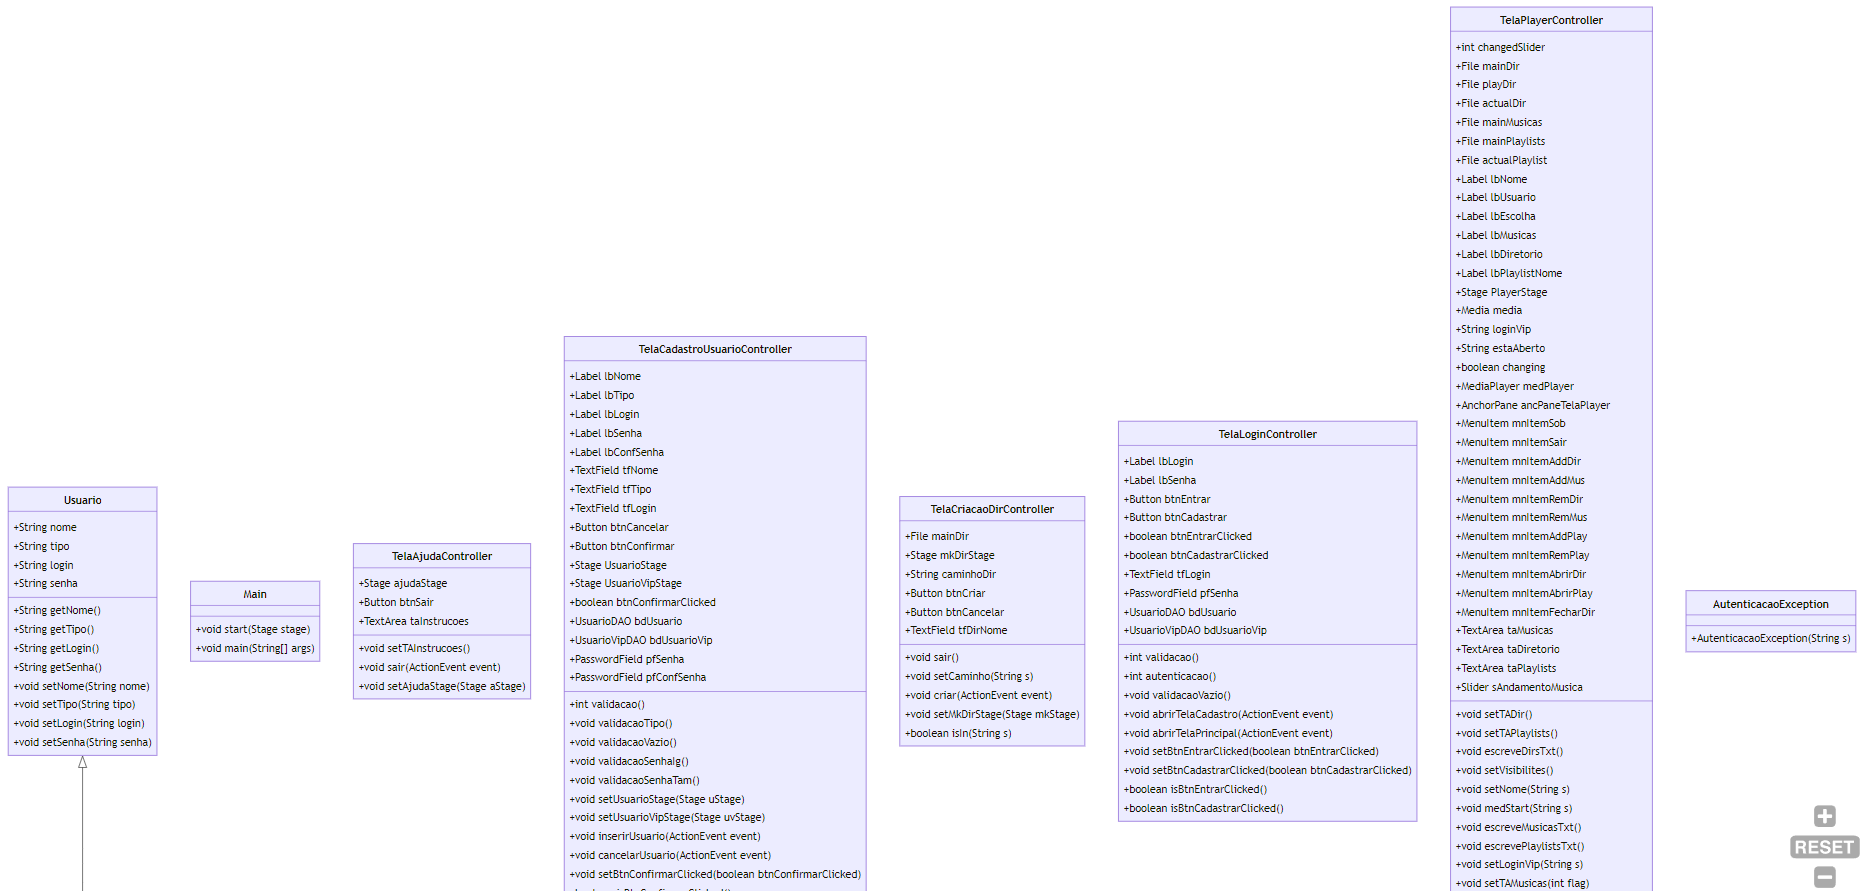 Usuario
+String nome
+String tipo
+String login
+String senha
+String getNome()
+String getTipo()
+String getLogin()
+String getSenha()
+void setNome(String nome)
+void setTipo(String tipo)
+void setLogin(String login)
+void setSenha(String senha)
Main
+void start(Stage stage)
+void main(String[] args)
TelaAjudaController
+Stage ajudaStage
+Button btnSair
+TextArea taInstrucoes
+void setTAInstrucoes()
+void sair(ActionEvent event)
+void setAjudaStage(Stage aStage)
TelaCadastroUsuarioController
+Label lbNome
+Label lbTipo
+Label lbLogin
+Label lbSenha
+Label lbConfSenha
+TextField tfNome
+TextField tfTipo
+TextField tfLogin
+Button btnCancelar
+Button btnConfirmar
+Stage UsuarioStage
+Stage UsuarioVipStage
+boolean btnConfirmarClicked
+UsuarioDAO bdUsuario
+UsuarioVipDAO bdUsuarioVip
+PasswordField pfSenha
+PasswordField pfConfSenha
+int validacao()
+void validacaoTipo()
+void validacaoVazio()
+void validacaoSenhaIg()
+void validacaoSenhaTam()
+void setUsuarioStage(Stage uStage)
+void setUsuarioVipStage(Stage uvStage)
+void inserirUsuario(ActionEvent event)
+void cancelarUsuario(ActionEvent event)
+void setBtnConfirmarClicked(boolean btnConfirmarClicked)
TelaCriacaoDirController
+File mainDir
+Stage mkDirStage
+String caminhoDir
+Button btnCriar
+Button btnCancelar
+TextField tfDirNome
+void sair()
+void setCaminho(String s)
+void criar(ActionEvent event)
+void setMkDirStage(Stage mkStage)
+boolean isIn(String s)
TelaLoginController
+Label lbLogin
+Label lbSenha
+Button btnEntrar
+Button btnCadastrar
+boolean btnEntrarClicked
+boolean btnCadastrarClicked
+TextField tfLogin
+PasswordField pfSenha
+UsuarioDAO bdUsuario
+UsuarioVipDAO bdUsuarioVip
+int validacao()
+int autenticacao()
+void validacaoVazio()
+void abrirTelaCadastro(ActionEvent event)
+void abrirTelaPrincipal(ActionEvent event)
+void setBtnEntrarClicked(boolean btnEntrarClicked)
+void setBtnCadastrarClicked(boolean btnCadastrarClicked)
+boolean isBtnEntrarClicked()
+boolean isBtnCadastrarClicked()
TelaPlayerController
+int changedSlider
+File mainDir
+File playDir
+File actualDir
+File mainMusicas
+File mainPlaylists
+File actualPlaylist
+Label lbNome
+Label lbUsuario
+Label lbEscolha
+Label lbMusicas
+Label lbDiretorio
+Label lbPlaylistNome
+Stage PlayerStage
+Media media
+String loginVip
+String estaAberto
+boolean changing
+MediaPlayer medPlayer
+AnchorPane ancPaneTelaPlayer
+MenuItem mnItemSob
+MenuItem mnItemSair
+MenuItem mnItemAddDir
+MenuItem mnItemAddMus
+MenuItem mnItemRemDir
+MenuItem mnItemRemMus
+MenuItem mnItemAddPlay
+MenuItem mnItemRemPlay
+MenuItem mnItemAbrirDir
+MenuItem mnItemAbrirPlay
+MenuItem mnItemFecharDir
+TextArea taMusicas
+TextArea taDiretorio
+TextArea taPlaylists
+Slider sAndamentoMusica
+void setTADir()
+void setTAPlaylists()
+void escreveDirsTxt()
+void setVisibilites()
+void setNome(String s)
+void medStart(String s)
+void escreveMusicasTxt()
+void escrevePlaylistsTxt()
+void setLoginVip(String s)
+void setTAMusicas(int flag)
AutenticacaoException
+AutenticacaoException(String s)
RESET